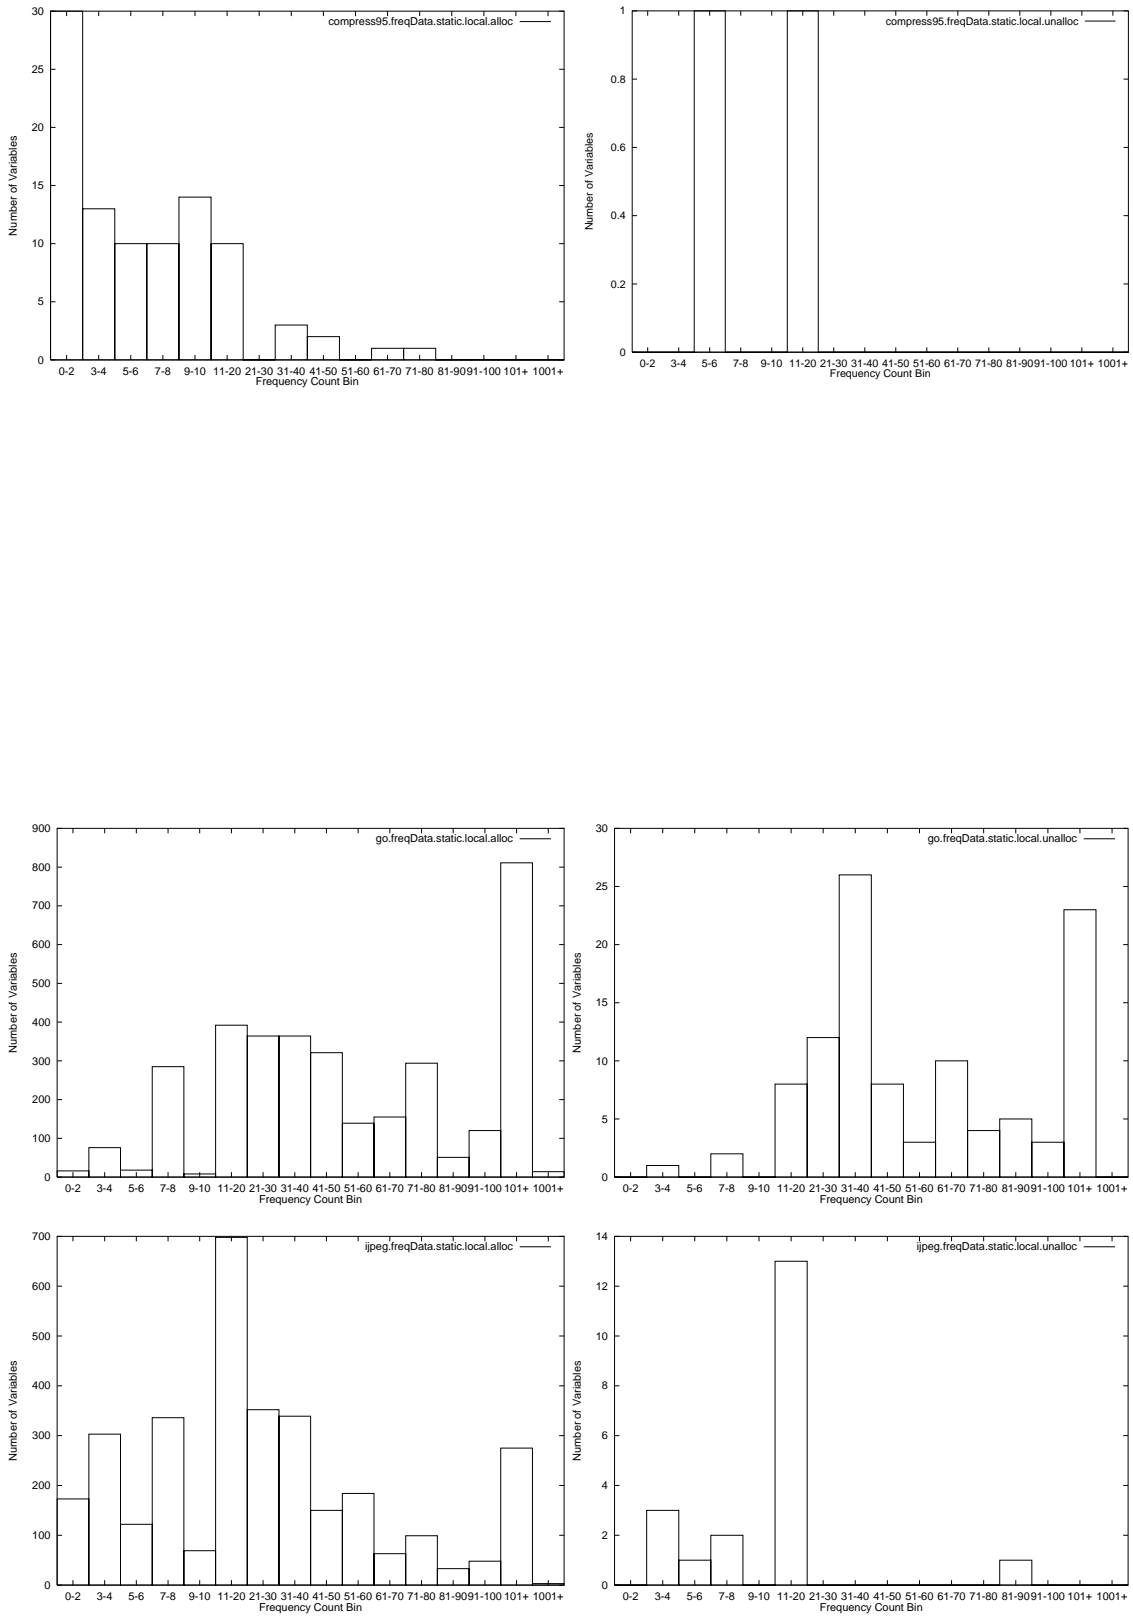 compress95.freqData.static.local.alloc
30
25
20
15
10
5
0
Number of Variables
0-2 3-4 5-6 7-8 9-10 11-20 21-30 31-40 41-50 51-60 61-70 71-80 81-90 91-100 101+ 1001+
Frequency Count Bin
compress95.freqData.static.local.unalloc
1
0.8
0.6
0.4
0.2
0
Number of Variables
0-2 3-4 5-6 7-8 9-10 11-20 21-30 31-40 41-50 51-60 61-70 71-80 81-90 91-100 101+ 1001+
Frequency Count Bin
go.freqData.static.local.alloc
900
800
700
600
500
400
300
200
100
0
Number of Variables
0-2 3-4 5-6 7-8 9-10 11-20 21-30 31-40 41-50 51-60 61-70 71-80 81-90 91-100 101+ 1001+
Frequency Count Bin
go.freqData.static.local.unalloc
30
25
20
15
10
5
0
Number of Variables
0-2 3-4 5-6 7-8 9-10 11-20 21-30 31-40 41-50 51-60 61-70 71-80 81-90 91-100 101+ 1001+
Frequency Count Bin
ijpeg.freqData.static.local.alloc
700
600
500
400
300
200
100
0
Number of Variables
0-2 3-4 5-6 7-8 9-10 11-20 21-30 31-40 41-50 51-60 61-70 71-80 81-90 91-100 101+ 1001+
Frequency Count Bin
ijpeg.freqData.static.local.unalloc
14
12
10
8
6
4
2
0
Number of Variables
0-2 3-4 5-6 7-8 9-10 11-20 21-30 31-40 41-50 51-60 61-70 71-80 81-90 91-100 101+ 1001+
Frequency Count Bin